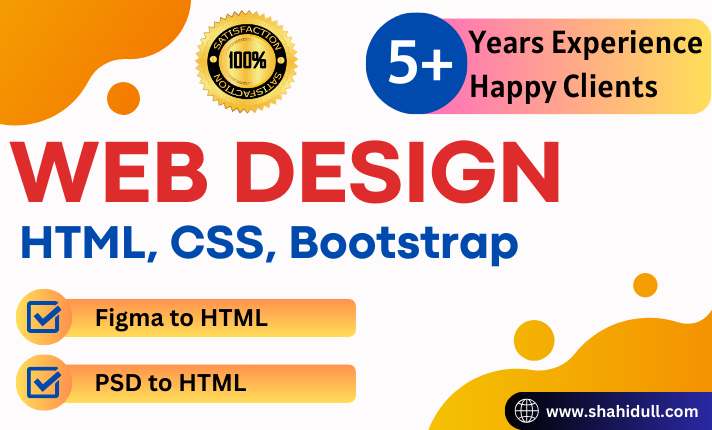 SATISFACTION
100%
SATISFACTION
5+
Years Experience
Happy Clients
WEB DESIGN
HTML, CSS, Bootstrap
Figma to HTML
PSD to HTML
www.shahidull.com